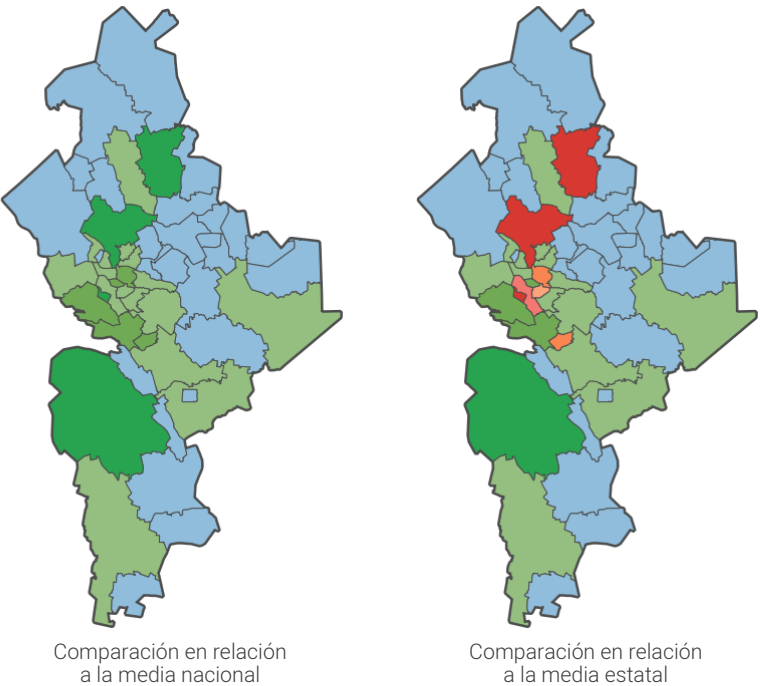 Comparación en relación
a la media nacional
Comparación en relación
a la media estatal